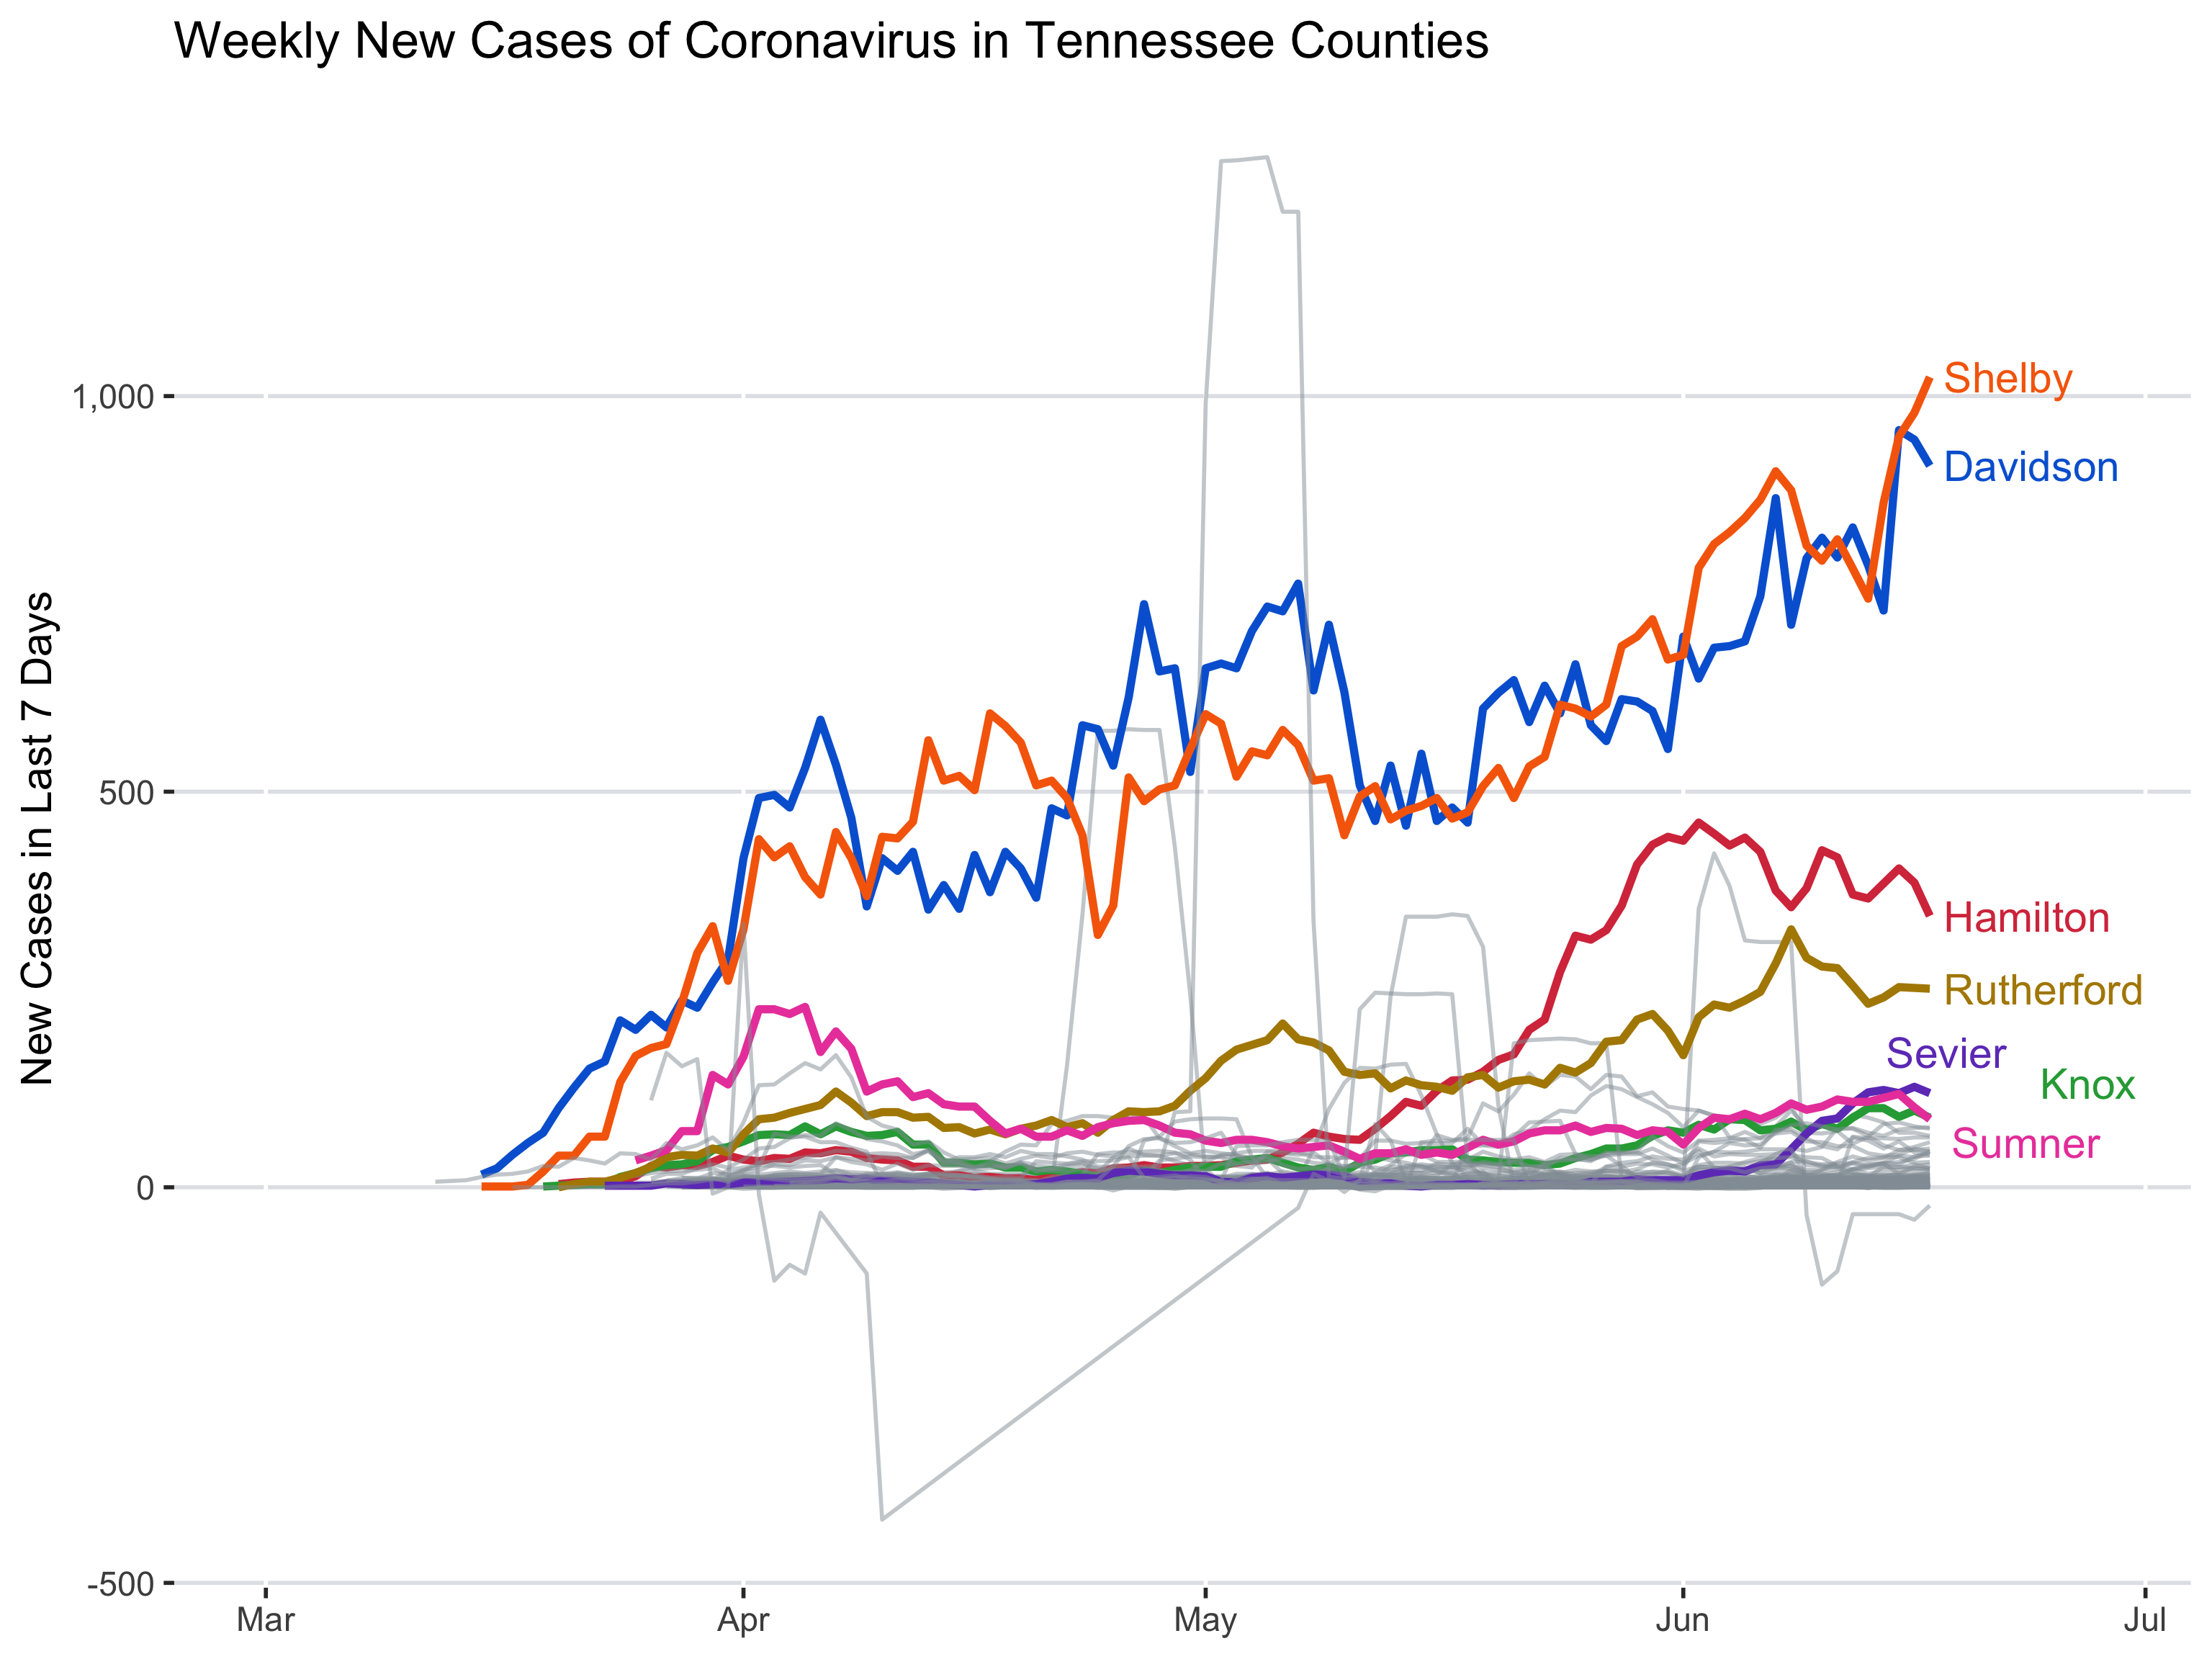 Weekly New Cases of Coronavirus in Tennessee Counties
New Cases in Last 7 Days
1,000
500
0
-500
Mar
Apr
May
Jun
Jul
Shelby
Davidson
Hamilton
Rutherford
Sevier
Knox
Sumner